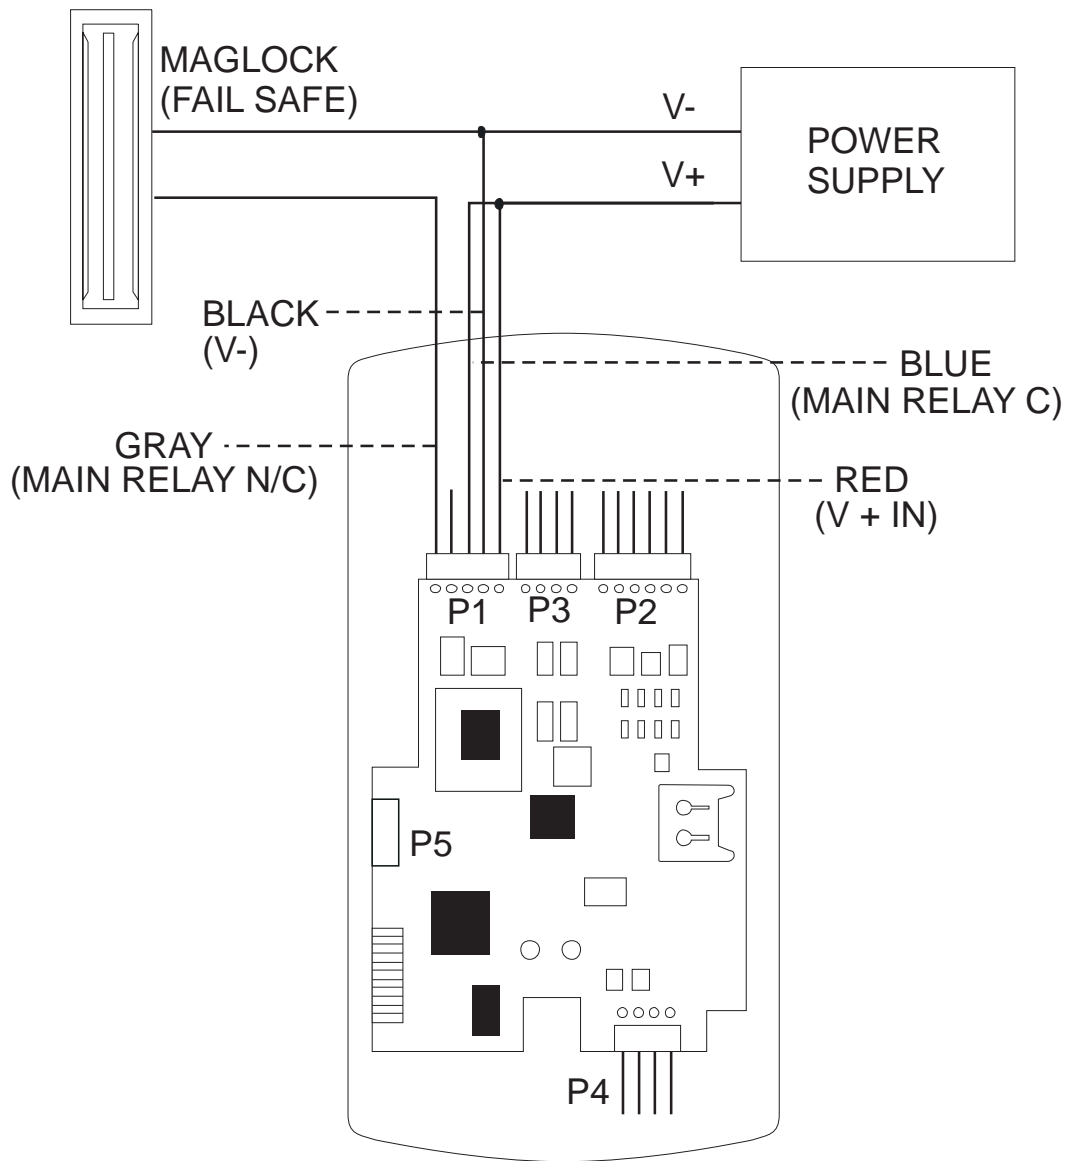 MAGLOCK
(FAIL SAFE)
V-
V+
POWER
SUPPLY
BLACK
(V-)
BLUE
(MAIN RELAY C)
GRAY
(MAIN RELAY N/C)
RED
(V + IN)
P1
P3
P2
P5
P4